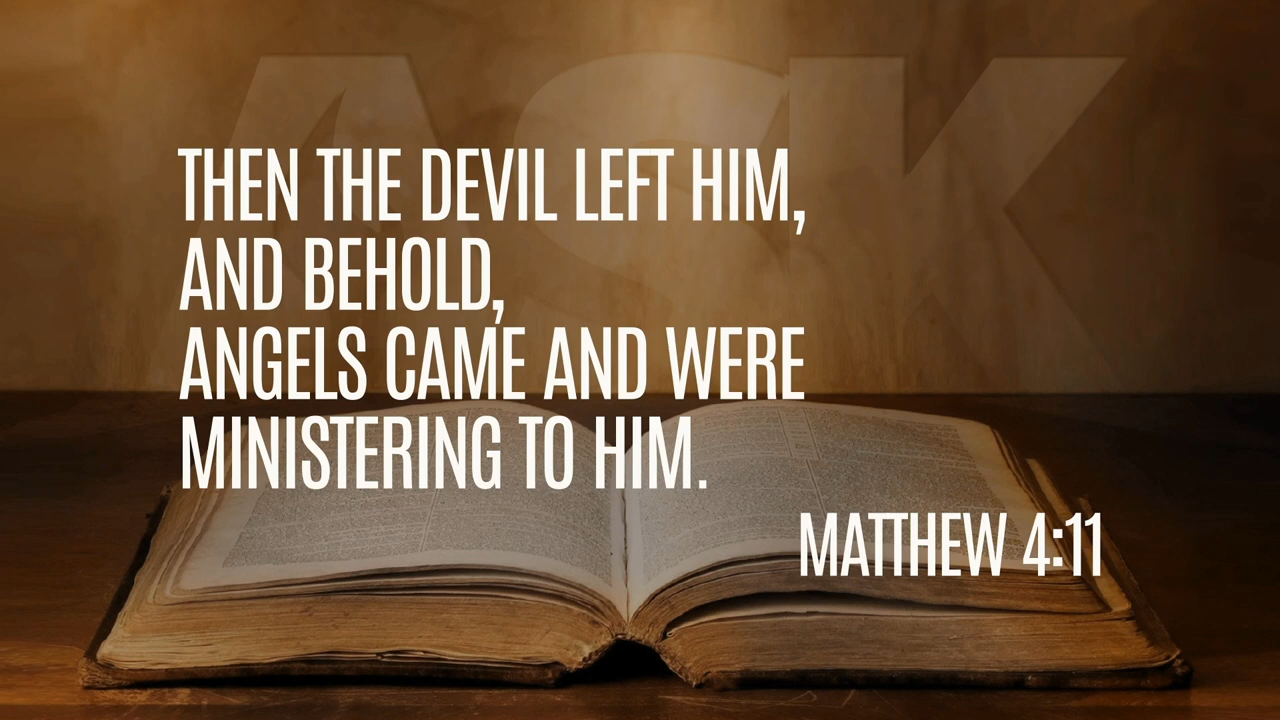 ASK
THEN THE DEVIL LEFT HIM,
AND BEHOLD,
ANGELS CAME AND WERE
MINISTERING TO HIM.
MATTHEW 4:11